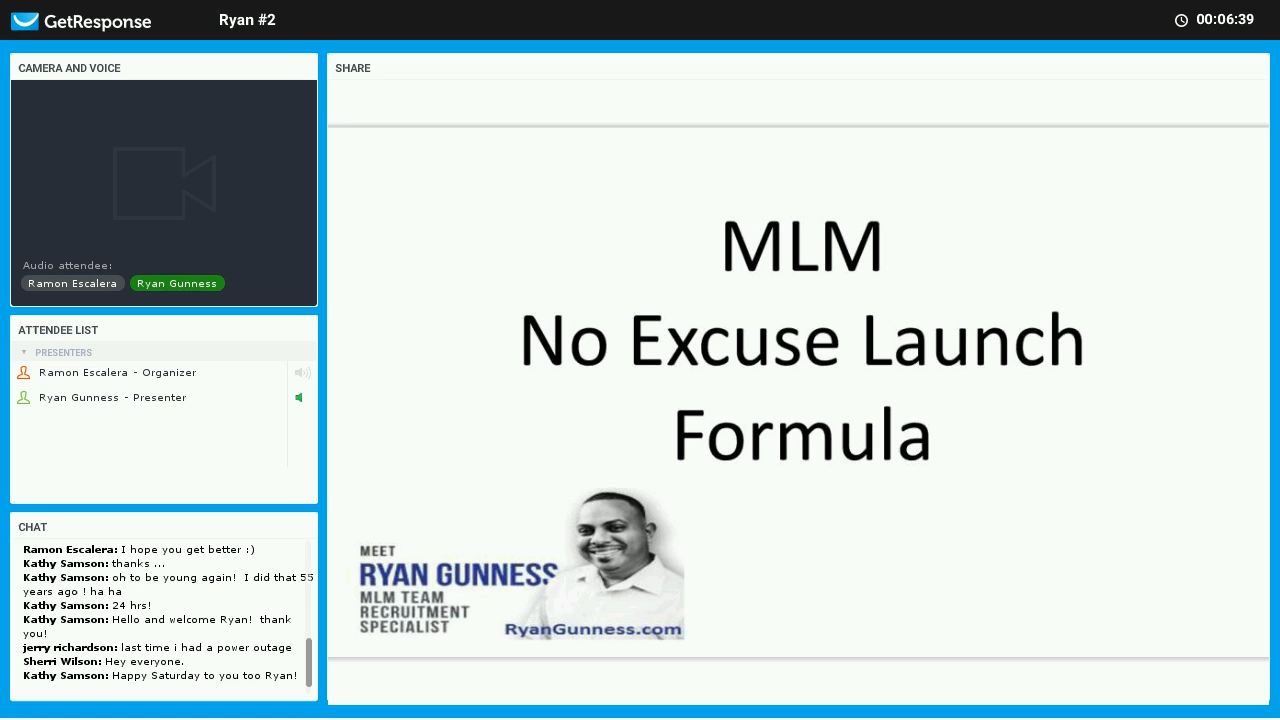 GetResponse
Ryan #2
00:06:39
CAMERA AND VOICE
Audio attendee:
Ramon Escalera
Ryan Gunness
ATTENDEE LIST
PRESENTERS
Ramon Escalera - Organizer
Ryan Gunness - Presenter
CHAT
Ramon Escalera: I hope you get better :)
Kathy Samson: thanks ...
Kathy Samson: oh to be young again!  I did that 55
years ago ! ha ha
Kathy Samson: 24 hrs!
Kathy Samson: Hello and welcome Ryan!  thank
you!
jerry richardson: last time i had a power outage
Sherri Wilson: Hey everyone.
Kathy Samson: Happy Saturday to you too Ryan!
SHARE
MLM
No Excuse Launch
Formula
MEET
RYAN GUNNESS
MLM TEAM
RECRUITMENT
SPECIALIST
RyanGunness.com